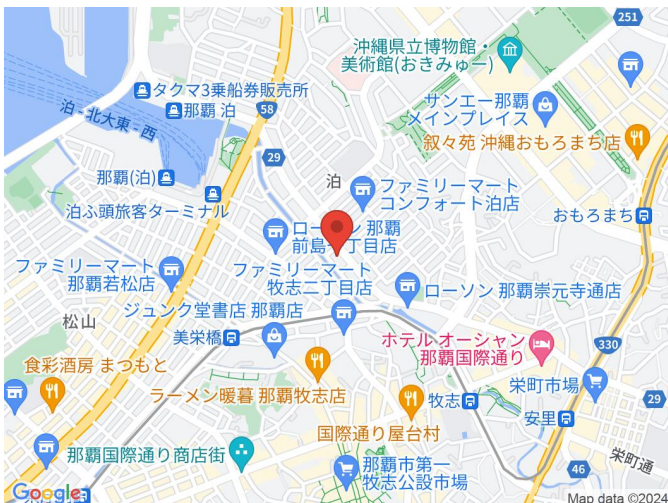 251
沖縄県立博物館・
美術館(おきみゅー)
タクマ3乗船券販売所
那覇 泊
58
泊 - 北大東 - 西
サンエー那覇
メインプレイス
叙々苑 沖縄おもろまち店
29
那覇(泊)
泊
ファミリーマート
コンフォート泊店
泊ふ頭旅客ターミナル
おもろまち
ローソン 那覇
前島
丁目店
ファミリーマート
那覇若松店
ファミリーマート
牧志二丁目店
ローソン 那覇崇元寺通店
ジュンク堂書店 那覇店
松山
美栄橋
ホテル オーシャン
那覇国際通り
330
食彩酒房 まつもと
ラーメン暖暮 那覇牧志店
栄町市場
29
牧志
安里
国際通り屋台村
那覇国際通り商店街
栄町通
那覇市第一
牧志公設市場
46
Google
Map data ©2024